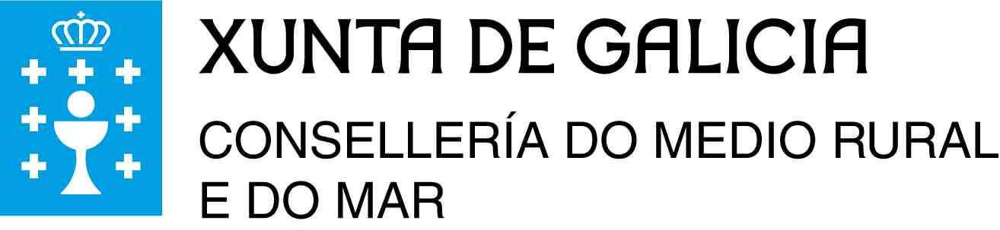 XUNTA DE GALICIA
CONSELLERÍA DO MEDIO RURAL
E DO MAR